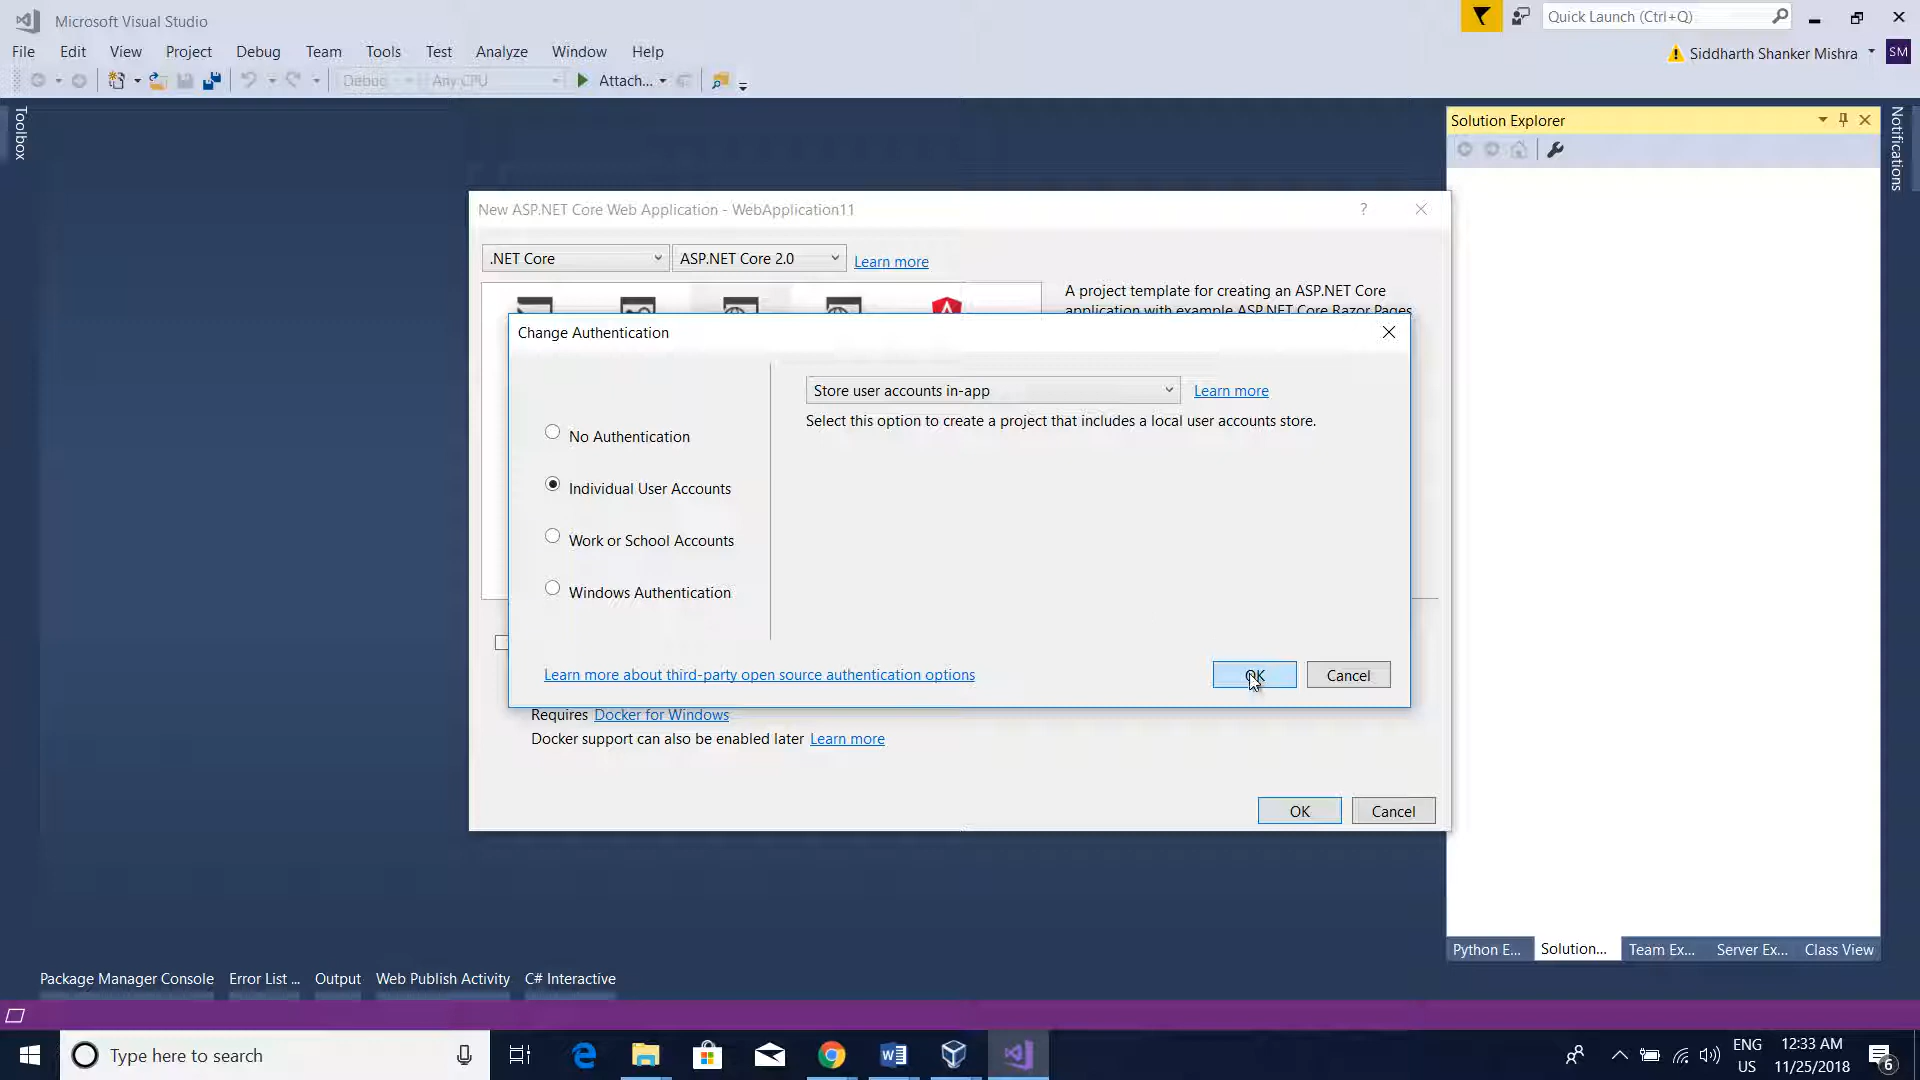 Microsoft Visual Studio
Quick Launch (Ctrl+Q)
File Edit View Project Debug Team Tools Test Analyze Window Help
Siddharth Shanker Mishra SM
Debug Any CPU Attach...
Toolbox
Solution Explorer
Notifications
New ASP.NET Core Web Application - WebApplication11
?
.NET Core ASP.NET Core 2.0 Learn more
A project template for creating an ASP.NET Core
application with example ASP.NET Core Razor Pages
Change Authentication
Store user accounts in-app Learn more
Select this option to create a project that includes a local user accounts store.
No Authentication
Individual User Accounts
Work or School Accounts
Windows Authentication
Learn more about third-party open source authentication options
OK Cancel
Requires Docker for Windows
Docker support can also be enabled later Learn more
OK Cancel
Python E... Solution... Team Ex... Server Ex... Class View
Package Manager Console Error List ... Output Web Publish Activity C# Interactive
Type here to search
ENG
US
12:33 AM
11/25/2018
6